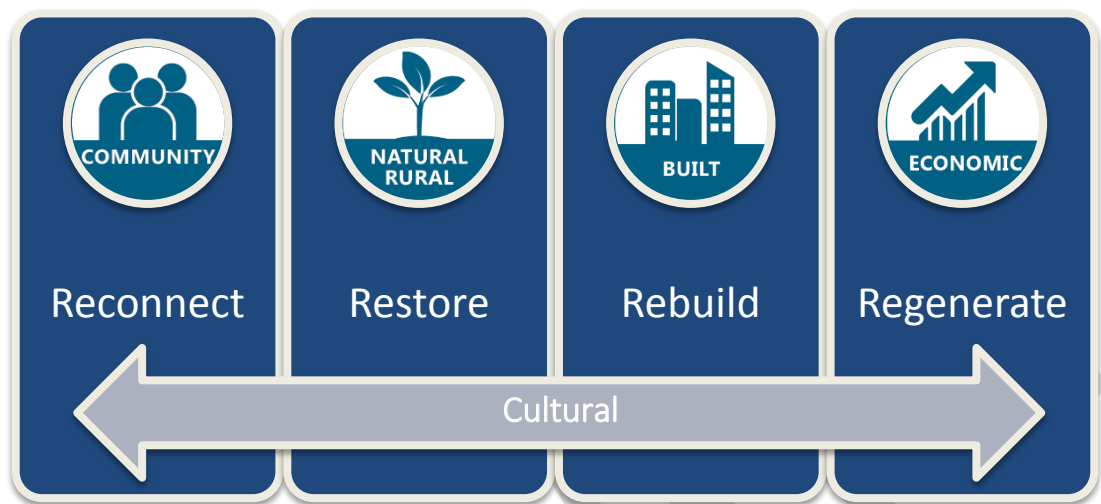 COMMUNITY
NATURAL
RURAL
BUILT
ECONOMIC
Reconnect
Restore
Rebuild
Regenerate
Cultural